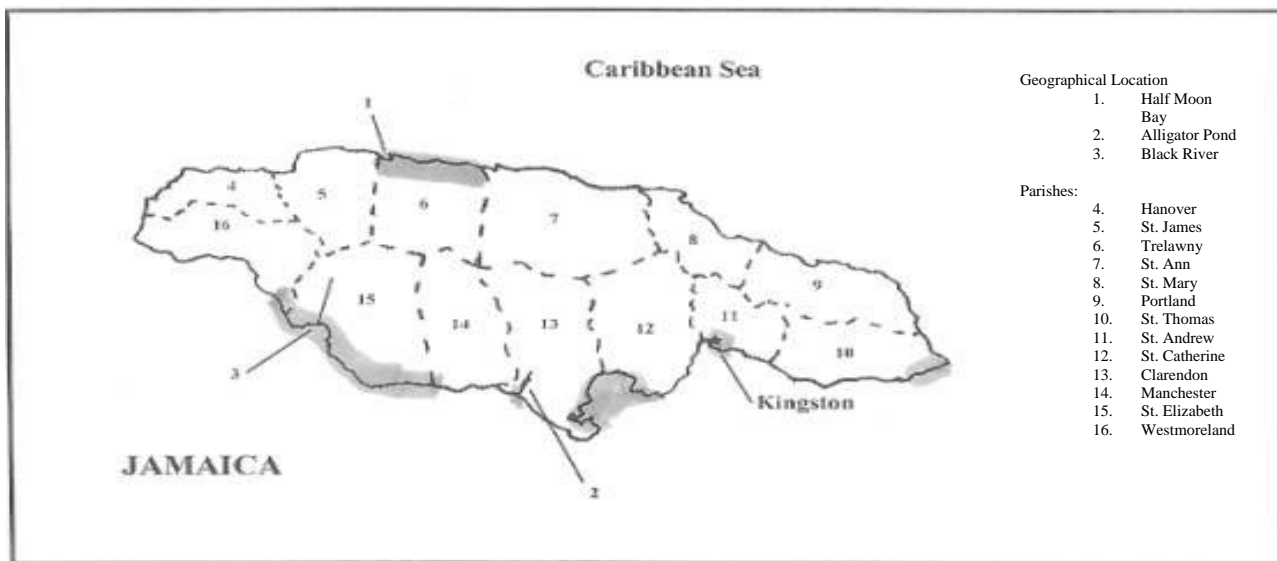 Caribbean Sea
1
4
5
6
7
8
9
16
15
14
13
12
11
10
3
Kingston
JAMAICA
2
Geographical Location
1. Half Moon
Bay
2. Alligator Pond
3. Black River
Parishes:
4. Hanover
5. St. James
6. Trelawny
7. St. Ann
8. St. Mary
9. Portland
10. St. Thomas
11. St. Andrew
12. St. Catherine
13. Clarendon
14. Manchester
15. St. Elizabeth
16. Westmoreland